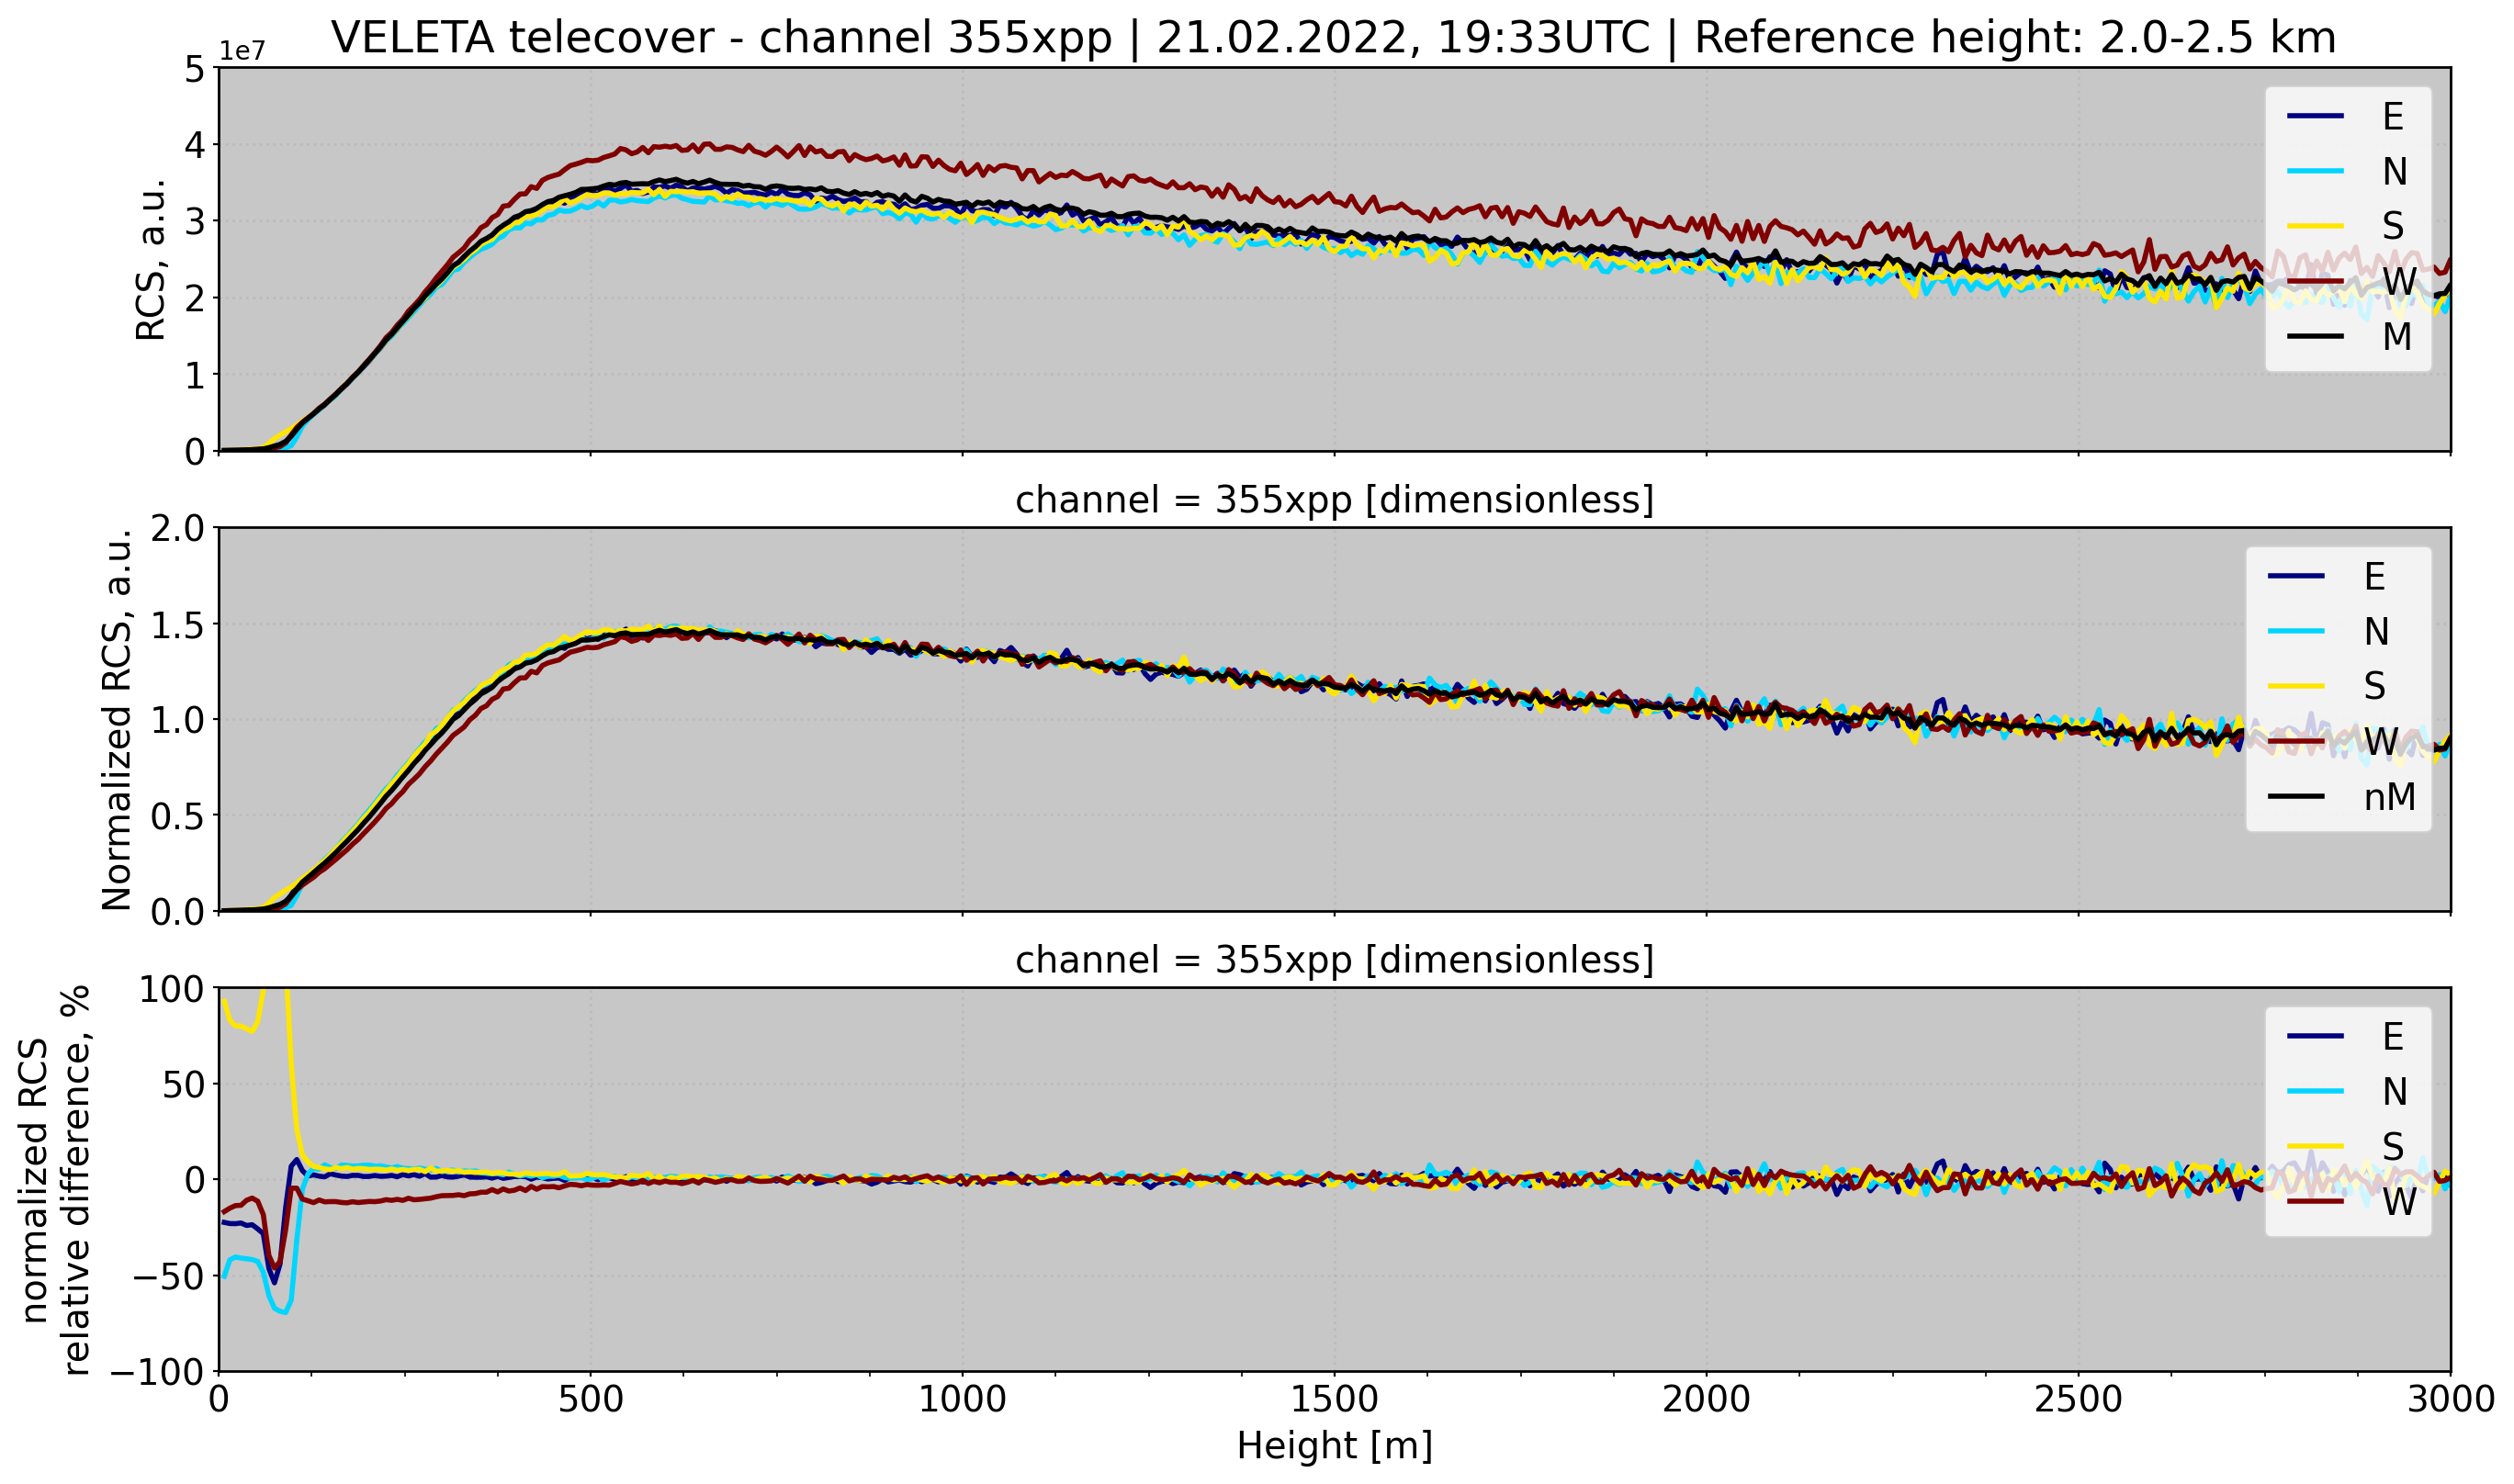 VELETA telecover - channel 355xpp | 21.02.2022, 19:33UTC | Reference height: 2.0-2.5 km
1e7
5
4
3
2
1
0
RCS, a.u.
E
N
S
W
M
channel = 355xpp [dimensionless]
2.0
1.5
1.0
0.5
0.0
Normalized RCS, a.u.
E
N
S
W
nM
channel = 355xpp [dimensionless]
100
50
0
−50
−100
normalized RCS
relative difference, %
E
N
S
W
0 500 1000 1500 2000 2500 3000
Height [m]